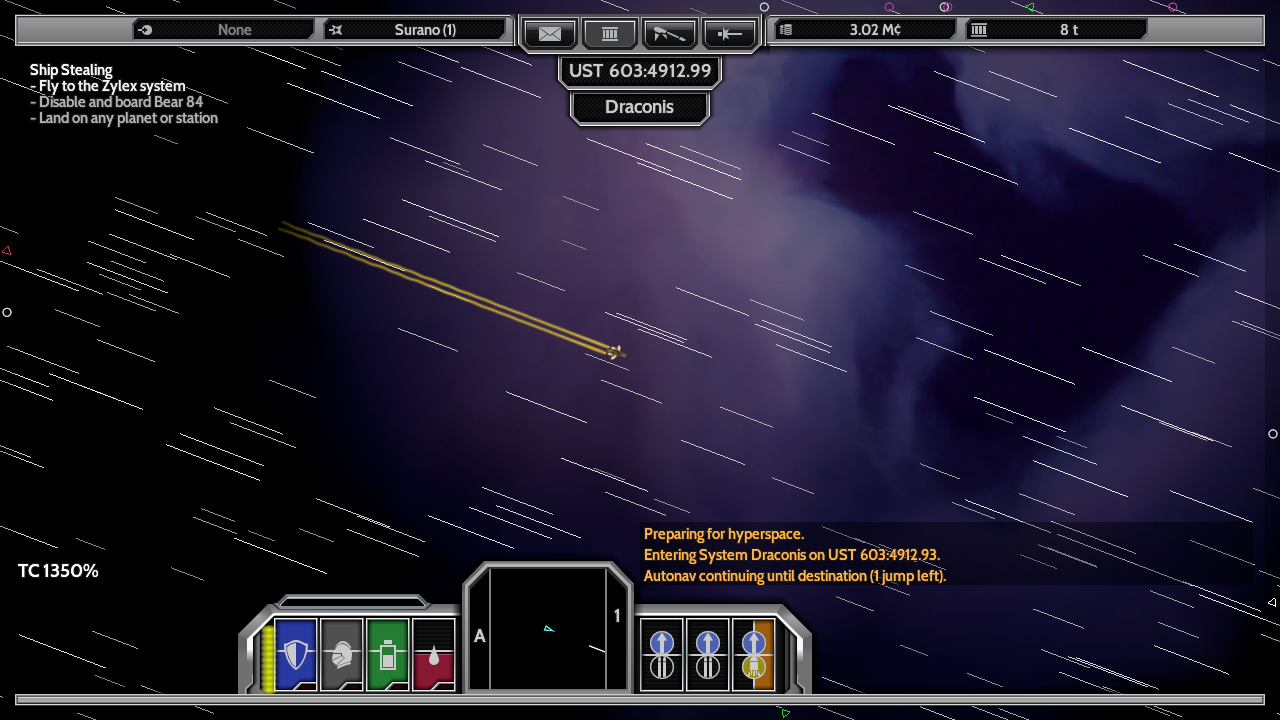 None
Surano (1)
3.02 M¢
8 t
UST 603:4912.99
Draconis
Ship Stealing
- Fly to the Zylex system
- Disable and board Bear 84
- Land on any planet or station
Preparing for hyperspace.
Entering System Draconis on UST 603:4912.93.
Autonav continuing until destination (1 jump left).
TC 1350%
A
1